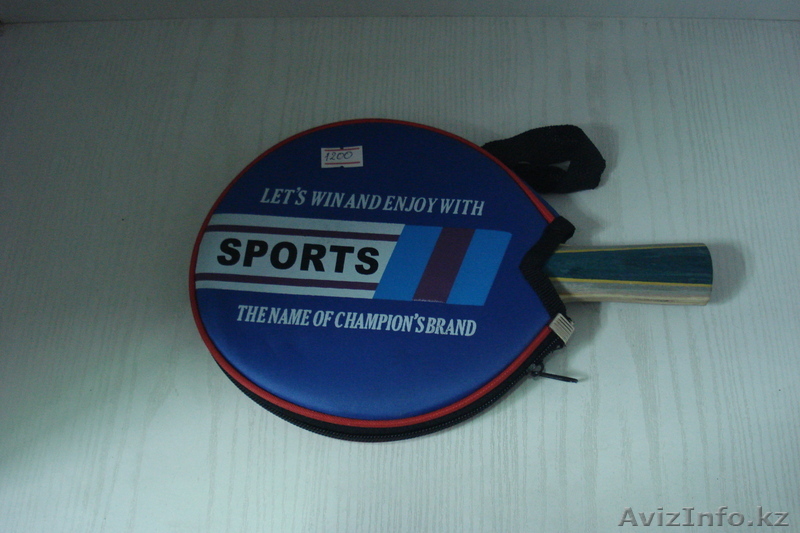 1200
LET'S WIN AND ENJOY WITH
SPORTS
THE NAME OF CHAMPION'S BRAND
AvizInfo.kz